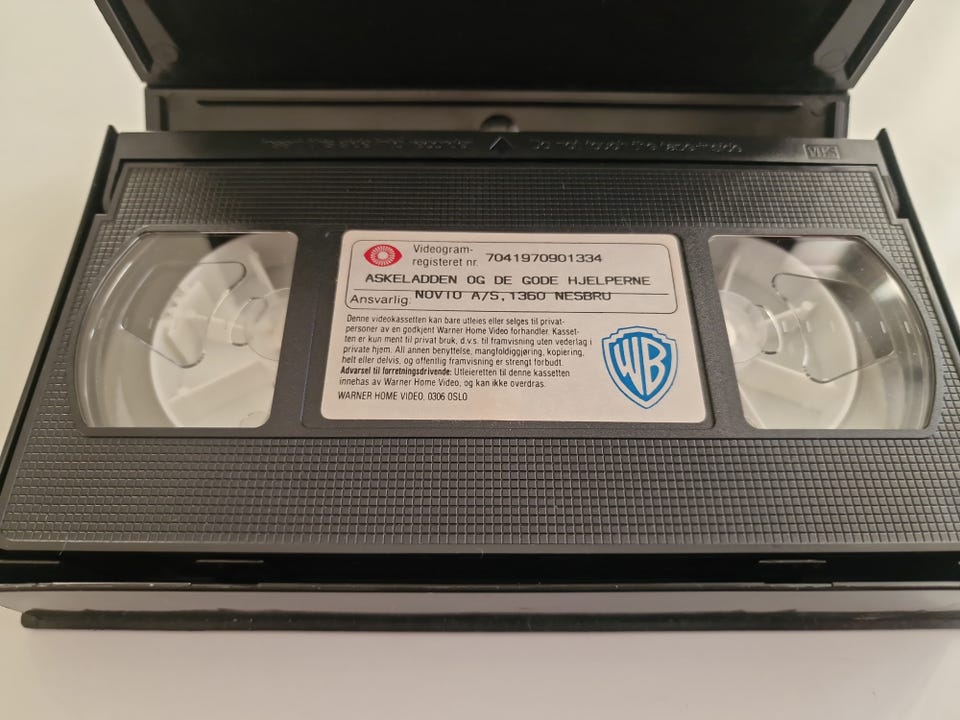 Insert this side into recorder Do not touch the tape inside VHS
Videogram-
registeret nr. 7041970901334
ASKELADDEN OG DE GODE HJELPERNE
Ansvarlig: NOVIO A/S, 1360 NESBRU
Denne videokassetten kan bare utleies eller selges til privat-
personer av en godkjent Warner Home Video forhandler. Kasset-
ten er kun ment til privat bruk, d.v.s. til framvisning uten vederlag i
private hjem. All annen benyttelse, mangfoldiggjøring, kopiering,
helt eller delvis, og offentlig framvisning er strengt forbudt.
Advarsel til forretningsdrivende: Utleieretten til denne kassetten
innehas av Warner Home Video, og kan ikke overdras.
WARNER HOME VIDEO, 0306 OSLO
WB